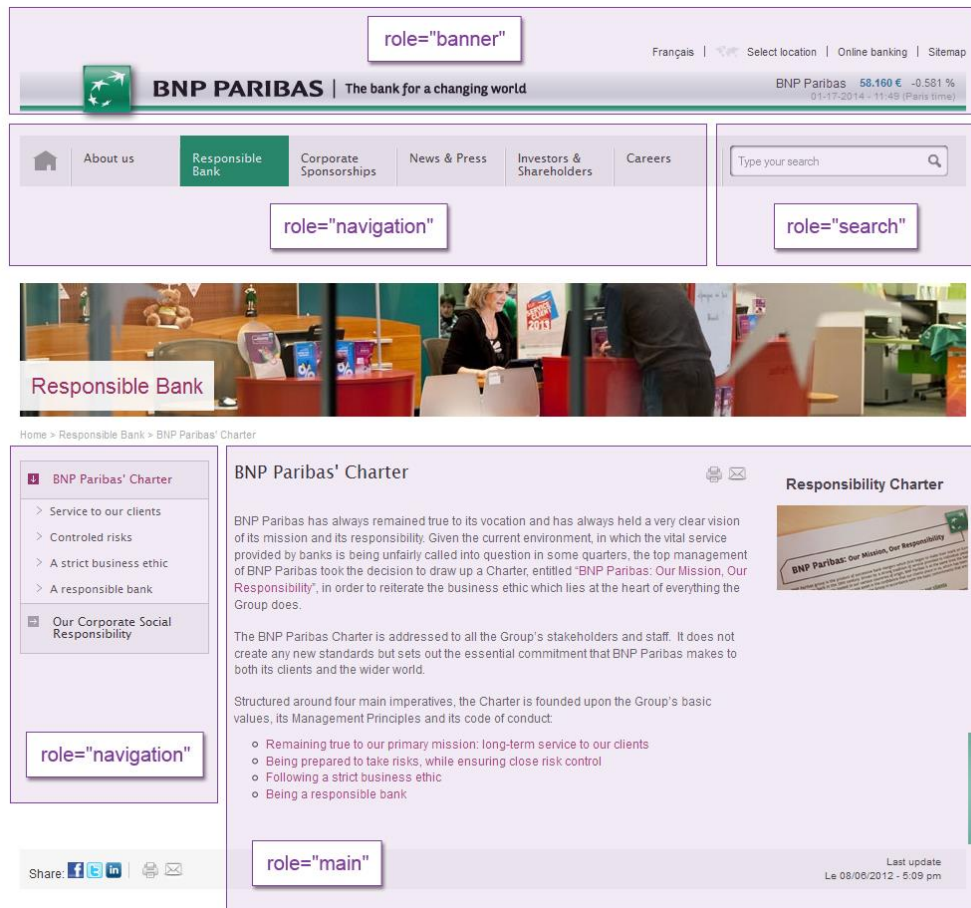 role="banner"
Français | Select location | Online banking | Sitemap
BNP PARIBAS | The bank for a changing world
BNP Paribas 58.160 € -0.581 %
01-17-2014 - 11:49 (Paris time)
About us
Responsible
Bank
Corporate
Sponsorships
News & Press
Investors &
Shareholders
Careers
Type your search
role="navigation"
role="search"
SERVICE
CLIENT
2013
Responsible Bank
Home > Responsible Bank > BNP Paribas' Charter
BNP Paribas' Charter
> Service to our clients
> Controled risks
> A strict business ethic
> A responsible bank
Our Corporate Social
Responsibility
role="navigation"
BNP Paribas' Charter
BNP Paribas has always remained true to its vocation and has always held a very clear vision
of its mission and its responsibility. Given the current environment, in which the vital service
provided by banks is being unfairly called into question in some quarters, the top management
of BNP Paribas took the decision to draw up a Charter, entitled “BNP Paribas: Our Mission, Our
Responsibility”, in order to reiterate the business ethic which lies at the heart of everything the
Group does.
The BNP Paribas Charter is addressed to all the Group’s stakeholders and staff. It does not
create any new standards but sets out the essential commitment that BNP Paribas makes to
both its clients and the wider world.
Structured around four main imperatives, the Charter is founded upon the Group’s basic
values, its Management Principles and its code of conduct:
Remaining true to our primary mission: long-term service to our clients
Being prepared to take risks, while ensuring close risk control
Following a strict business ethic
Being a responsible bank
Responsibility Charter
BNP Paribas: Our Mission, Our Responsibility
role="main"
Share:
Last update
Le 08/06/2012 - 5:09 pm